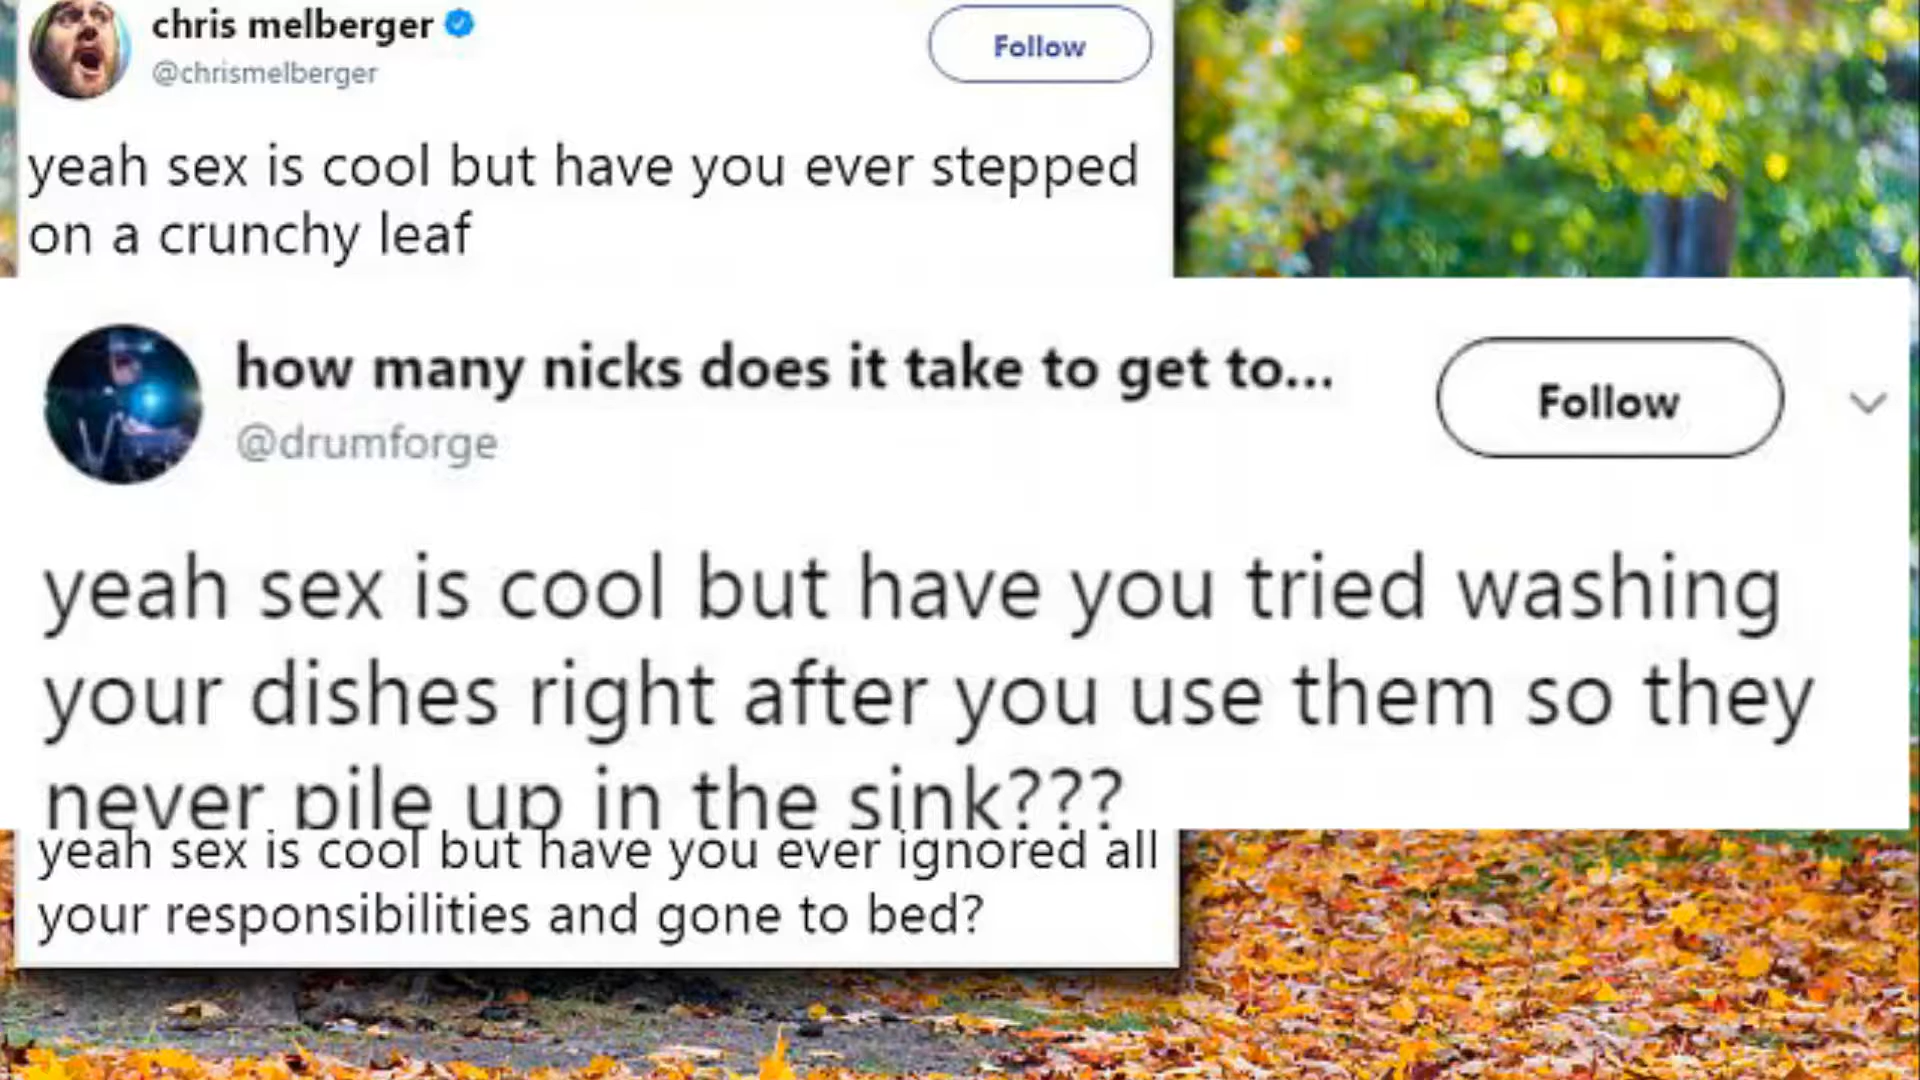 chris melberger
@chrismelberger
Follow
yeah sex is cool but have you ever stepped
on a crunchy leaf
how many nicks does it take to get to...
@drumforge
Follow
yeah sex is cool but have you tried washing
your dishes right after you use them so they
never pile up in the sink???
yeah sex is cool but have you ever ignored all
your responsibilities and gone to bed?